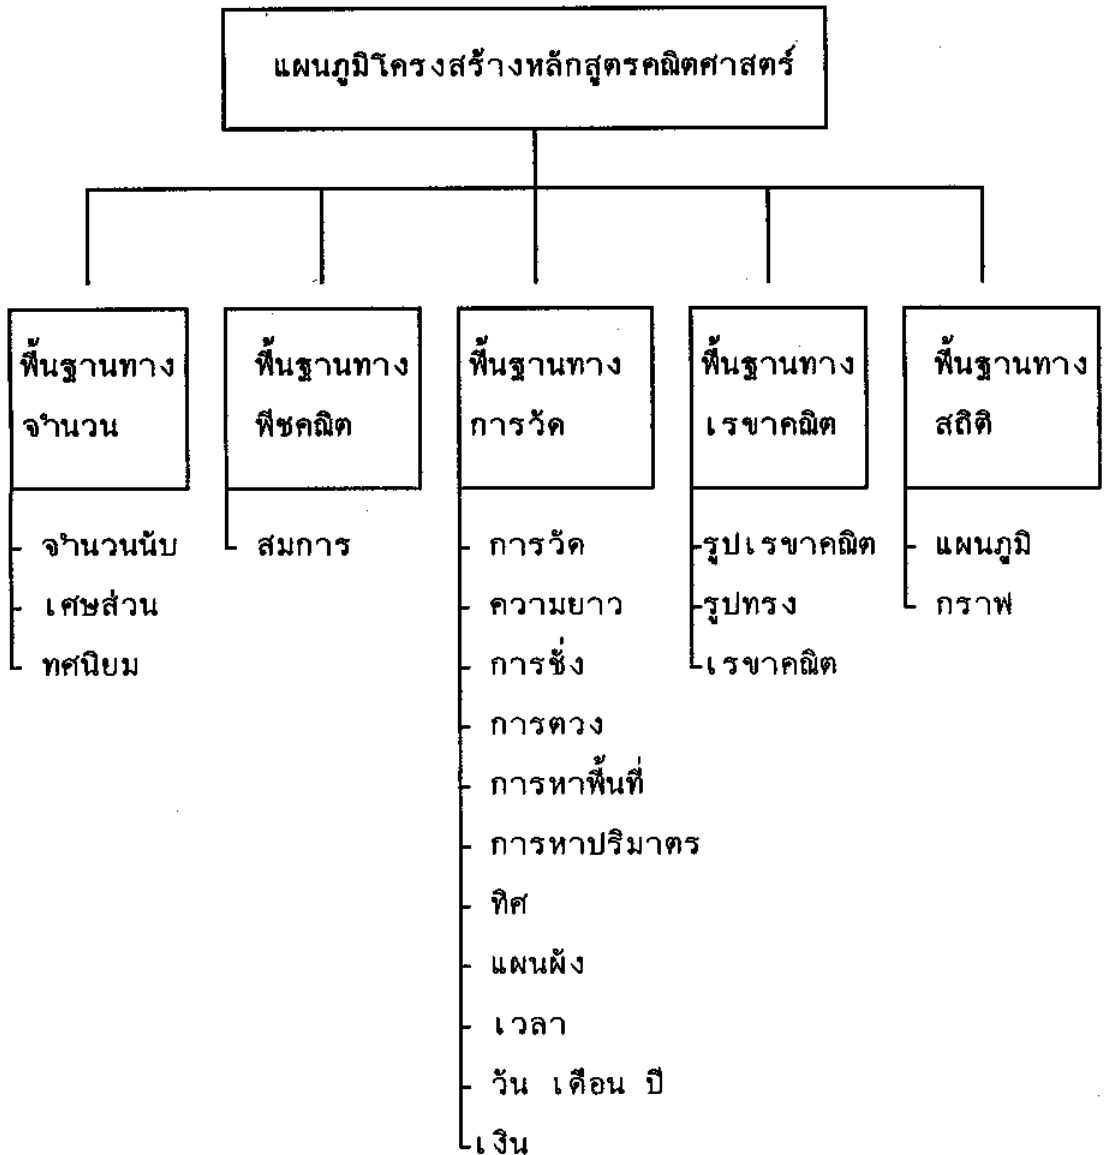 แผนภูมิโครงสร้างหลักสูตรคณิตศาสตร์
พื้นฐานทาง
จำนวน
จำนวนนับ
เศษส่วน
ทศนิยม
พื้นฐานทาง
พีชคณิต
สมการ
พื้นฐานทาง
การวัด
การวัด
ความยาว
การชั่ง
การตวง
การหาพื้นที่
การหาปริมาตร
ทิศ
แผนผัง
เวลา
วัน เดือน ปี
เงิน
พื้นฐานทาง
เรขาคณิต
รูปเรขาคณิต
รูปทรง
เรขาคณิต
พื้นฐานทาง
สถิติ
แผนภูมิ
กราฟ